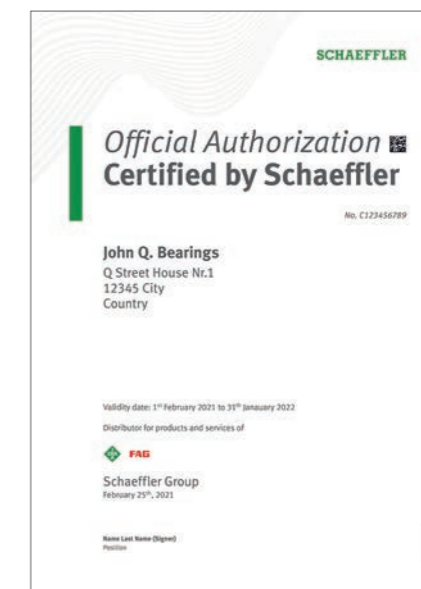 SCHAEFFLER
Official Authorization
Certified by Schaeffler
No. C123456789
John Q. Bearings
Q Street House Nr.1
12345 City
Country
Validity date: 1st February 2021 to 31th Janauary 2022
Distributor for products and services of
FAG
Schaeffler Group
February 25th, 2021
Name Last Name (Signer)
Position